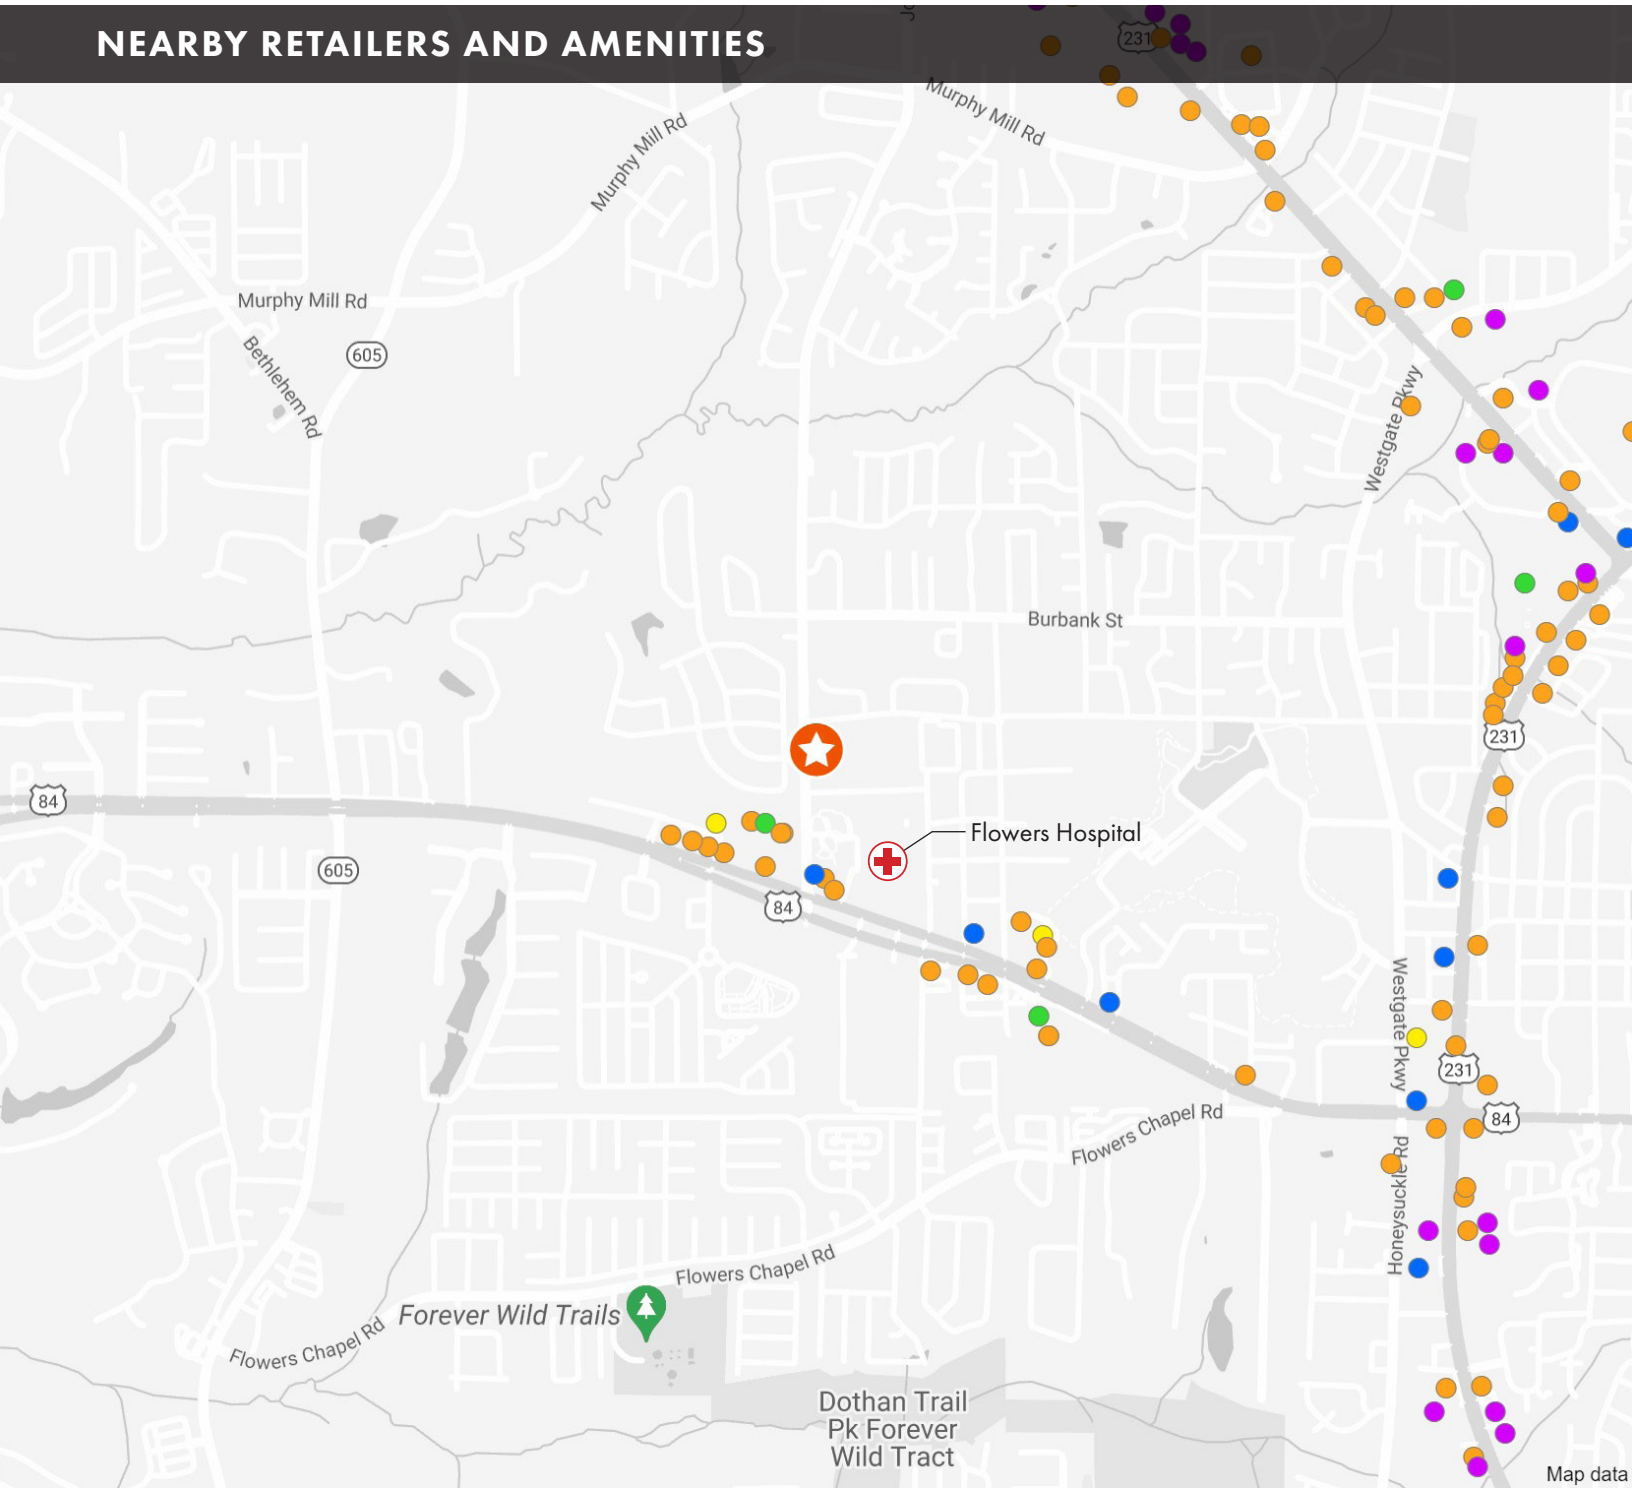 NEARBY RETAILERS AND AMENITIES
231
Murphy Mill Rd
Murphy Mill Rd
Murphy Mill Rd
605
Bethlehem Rd
Westgate Pkwy
Burbank St
231
84
Flowers Hospital
605
84
Westgate Pkwy
231
84
Flowers Chapel Rd
Honeysuckle Rd
Flowers Chapel Rd
Forever Wild Trails
Flowers Chapel Rd
Dothan Trail
Pk Forever
Wild Tract
Map data